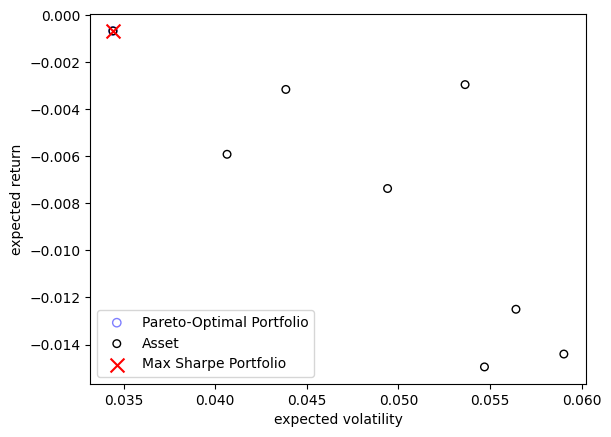 0.000
−0.002
−0.004
−0.006
−0.008
−0.010
−0.012
−0.014
expected return
Pareto-Optimal Portfolio
Asset
Max Sharpe Portfolio
0.035 0.040 0.045 0.050 0.055 0.060
expected volatility